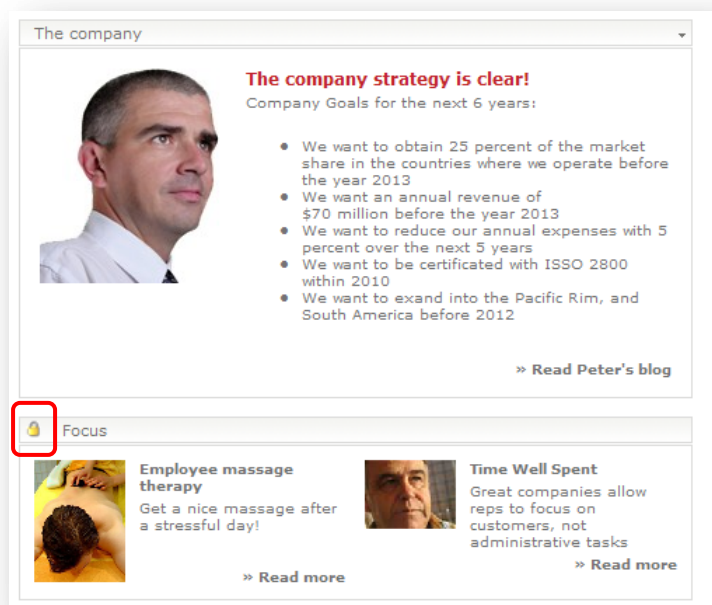 The company
The company strategy is clear!
Company Goals for the next 6 years:
• We want to obtain 25 percent of the market
share in the countries where we operate before
the year 2013
• We want an annual revenue of
$70 million before the year 2013
• We want to reduce our annual expenses with 5
percent over the next 5 years
• We want to be certificated with ISSO 2800
within 2010
• We want to exand into the Pacific Rim, and
South America before 2012
» Read Peter's blog
Focus
Employee massage
therapy
Get a nice massage after
a stressful day!
» Read more
Time Well Spent
Great companies allow
reps to focus on
customers, not
administrative tasks
» Read more